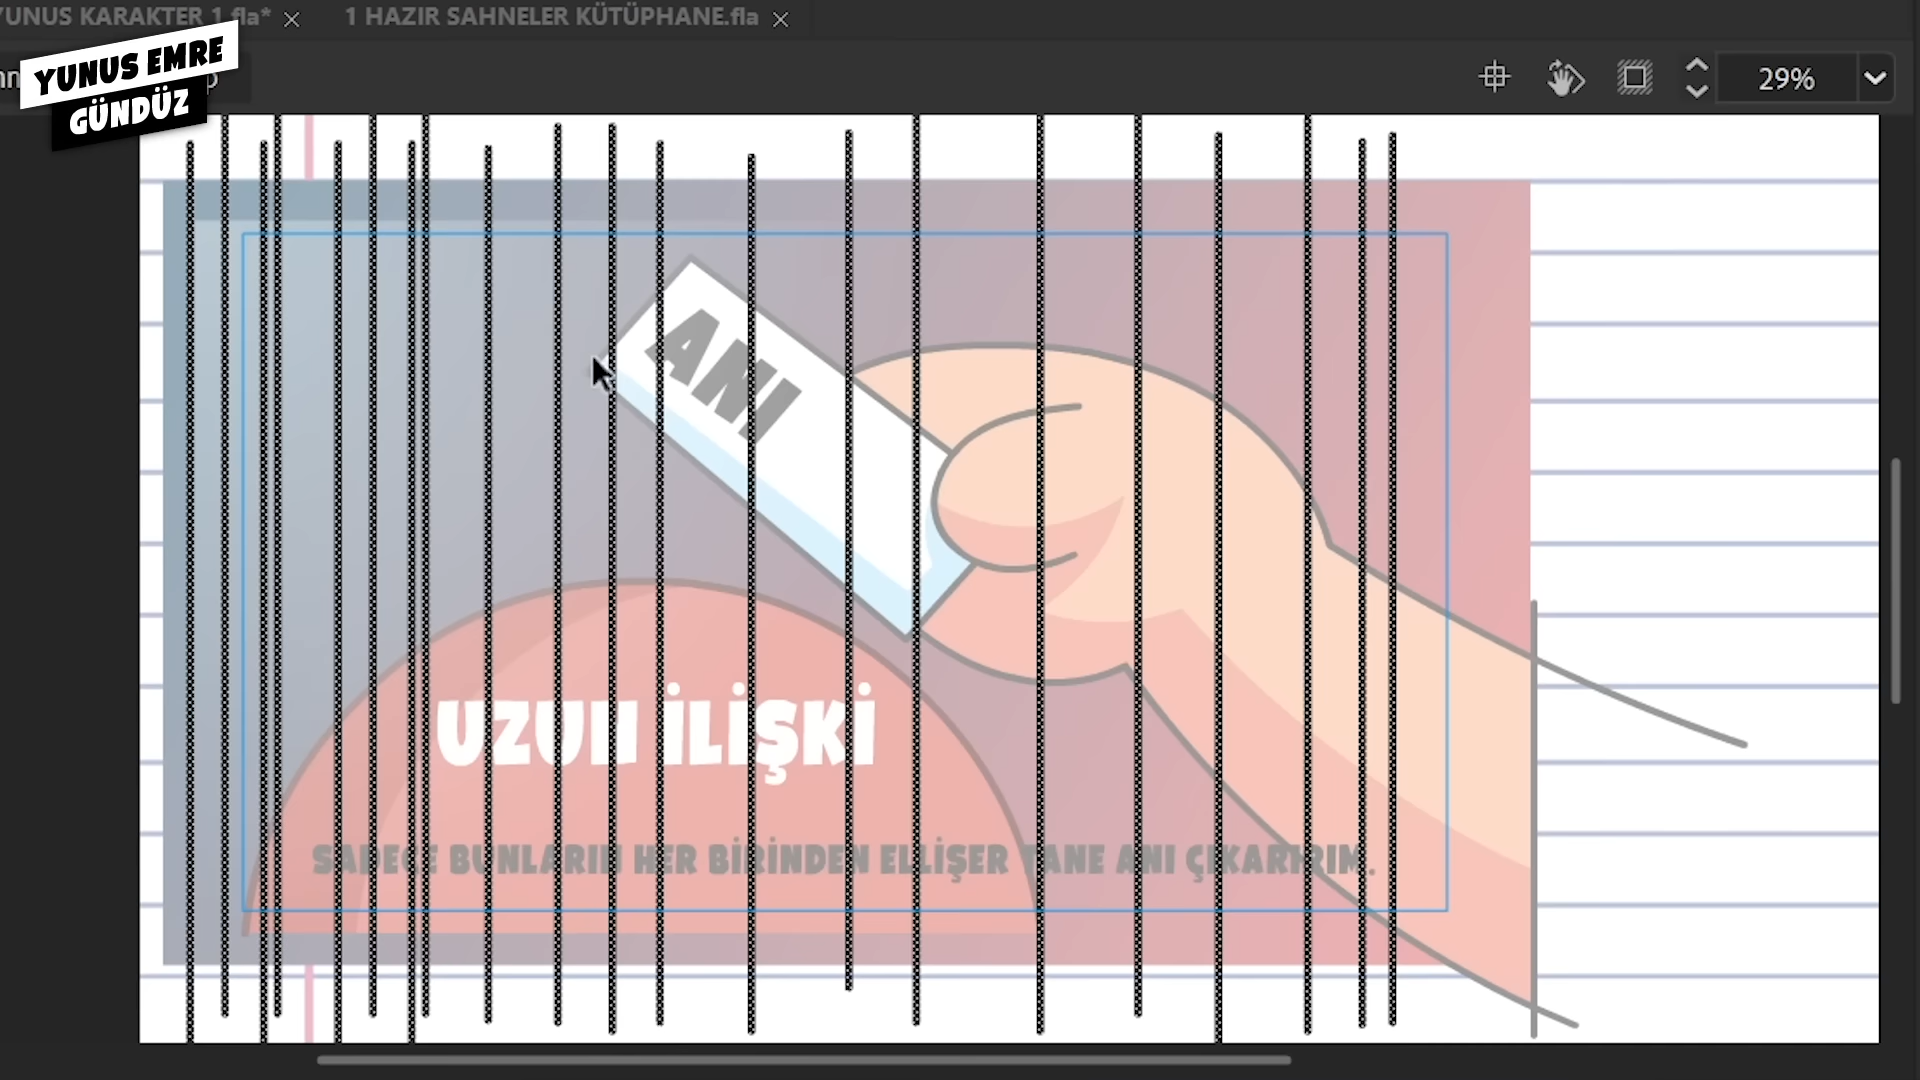 YUNUS KARAKTER 1.fla*
1 HAZIR SAHNELER KÜTÜPHANE.fla
YUNUS EMRE
GÜNDÜZ
29%
ANI
UZUN İLİŞKİ
SADECE BUNLARIN HER BİRİNDEN ELLİŞER TANE ANI ÇIKARIRIM.